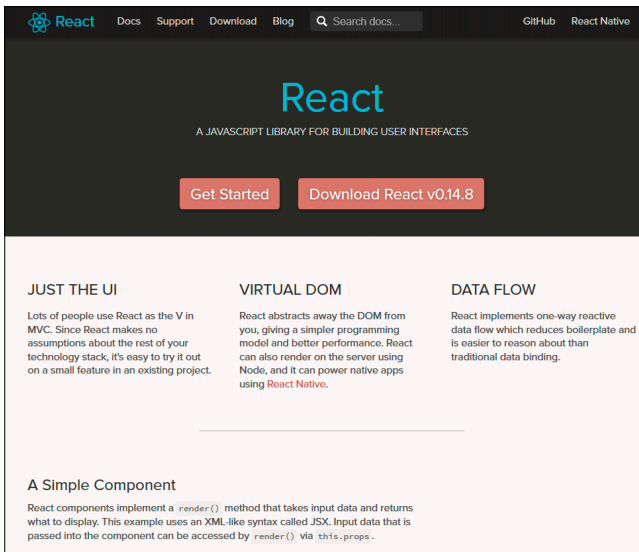 React Docs Support Download Blog Search docs... GitHub React Native
React
A JAVASCRIPT LIBRARY FOR BUILDING USER INTERFACES
Get Started Download React v0.14.8
JUST THE UI
Lots of people use React as the V in
MVC. Since React makes no
assumptions about the rest of your
technology stack, it's easy to try it out
on a small feature in an existing project.
VIRTUAL DOM
React abstracts away the DOM from
you, giving a simpler programming
model and better performance. React
can also render on the server using
Node, and it can power native apps
using React Native.
DATA FLOW
React implements one-way reactive
data flow which reduces boilerplate and
is easier to reason about than
traditional data binding.
A Simple Component
React components implement a render() method that takes input data and returns
what to display. This example uses an XML-like syntax called JSX. Input data that is
passed into the component can be accessed by render() via this.props.